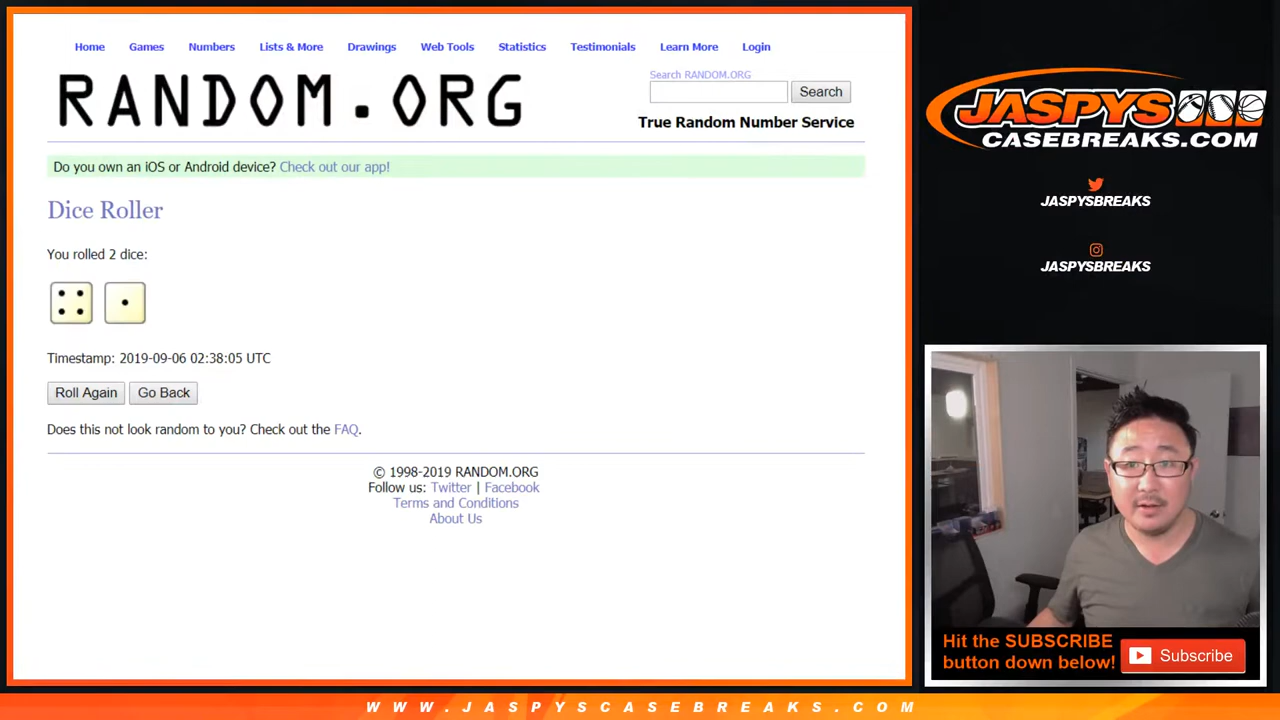 Home Games Numbers Lists & More Drawings Web Tools Statistics Testimonials Learn More Login
RANDOM.ORG
Search RANDOM.ORG
Search
True Random Number Service
Do you own an iOS or Android device? Check out our app!
Dice Roller
You rolled 2 dice:
Timestamp: 2019-09-06 02:38:05 UTC
Roll Again Go Back
Does this not look random to you? Check out the FAQ.
© 1998-2019 RANDOM.ORG
Follow us: Twitter | Facebook
Terms and Conditions
About Us
JASPYS
CASEBREAKS.COM
JASPYSBREAKS
JASPYSBREAKS
Hit the SUBSCRIBE
button down below!
Subscribe
WWW.JASPYSCASEBREAKS.COM